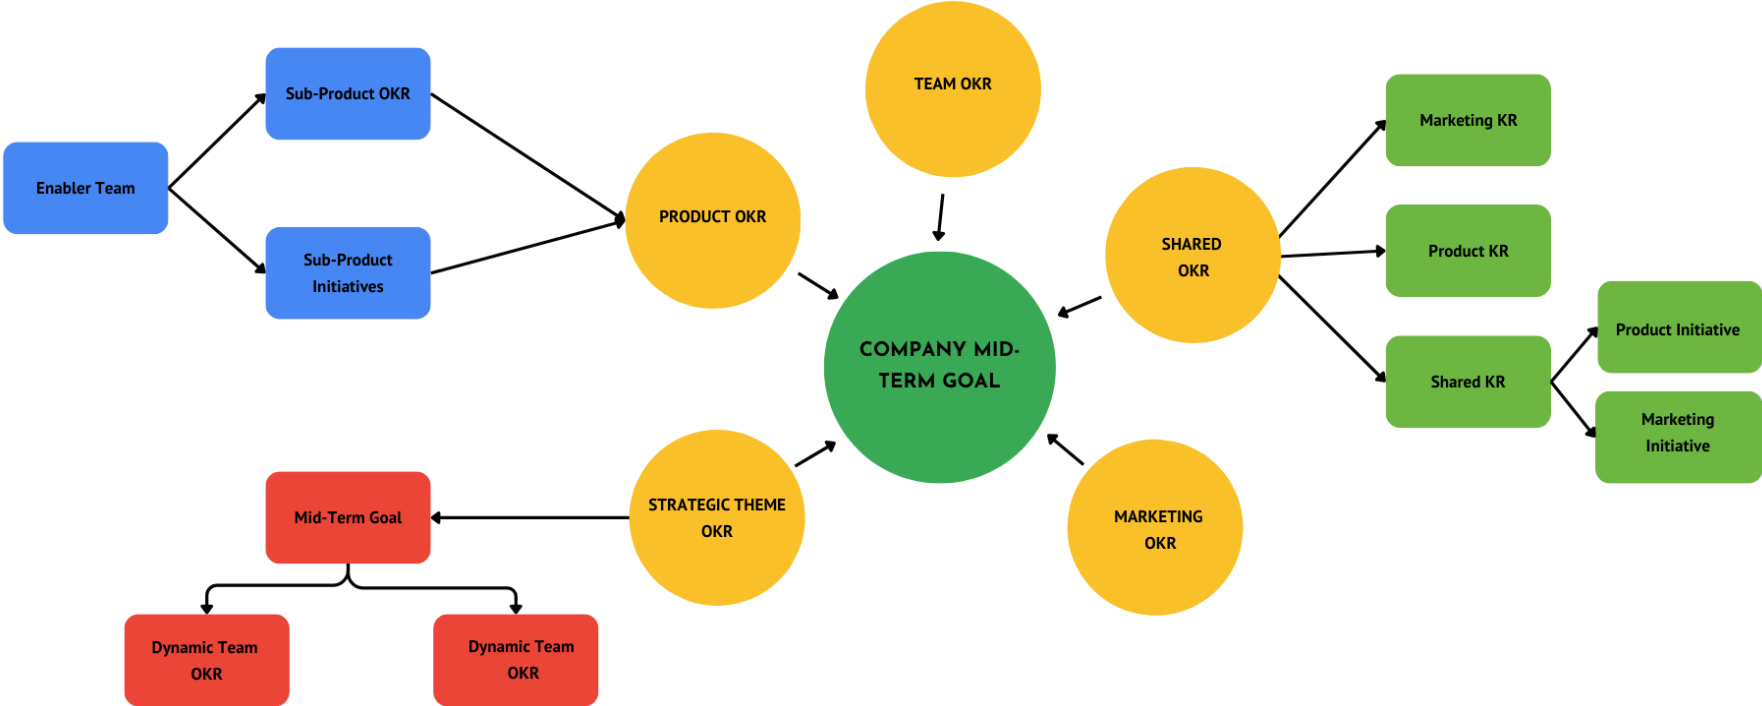 TEAM OKR
Sub-Product OKR
Marketing KR
Enabler Team
PRODUCT OKR
SHARED
OKR
Product KR
Sub-Product
Initiatives
COMPANY MID-
TERM GOAL
Product Initiative
Shared KR
Marketing
Initiative
Mid-Term Goal
STRATEGIC THEME
OKR
MARKETING
OKR
Dynamic Team
OKR
Dynamic Team
OKR